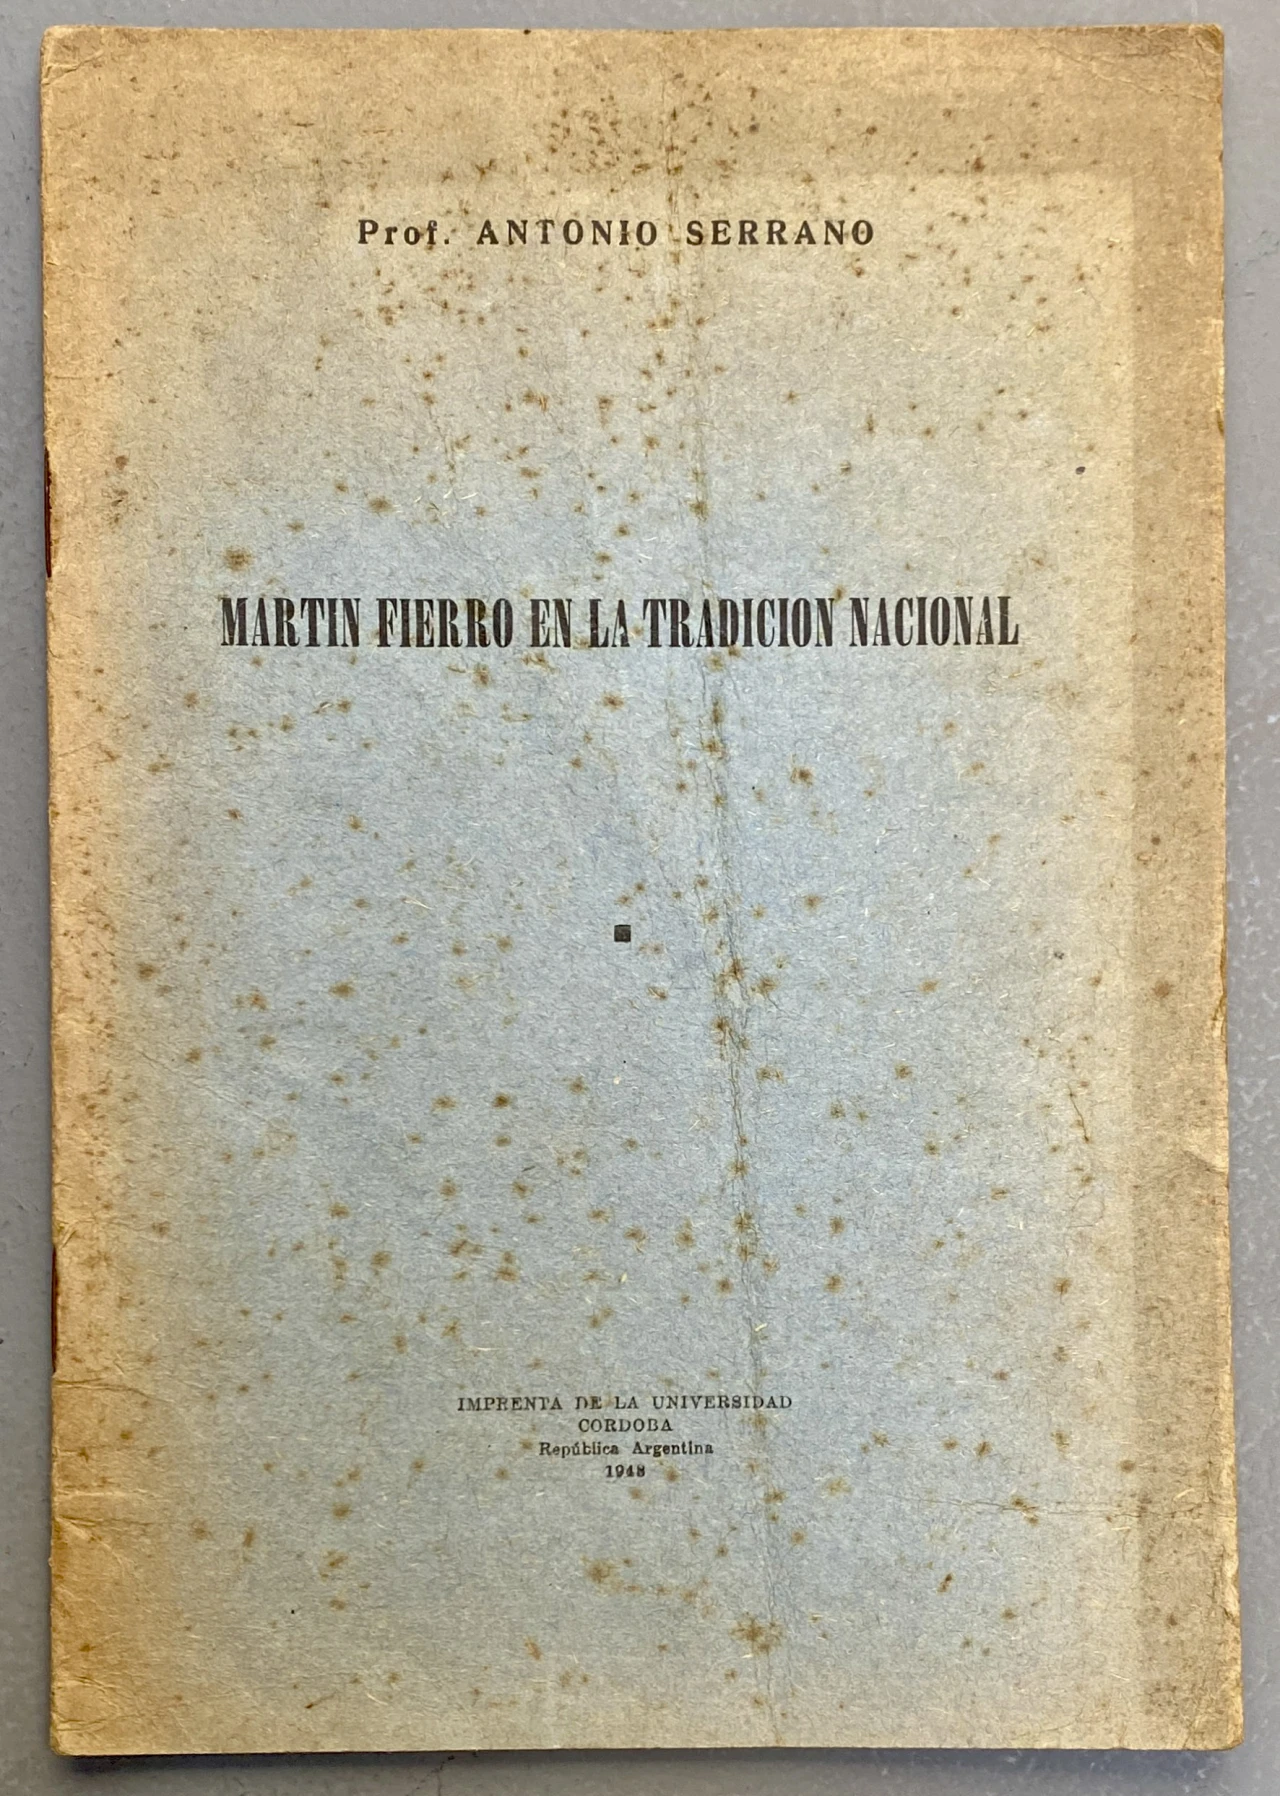 Prof. ANTONIO SERRANO
MARTIN FIERRO EN LA TRADICION NACIONAL
IMPRENTA DE LA UNIVERSIDAD
CORDOBA
República Argentina
1948